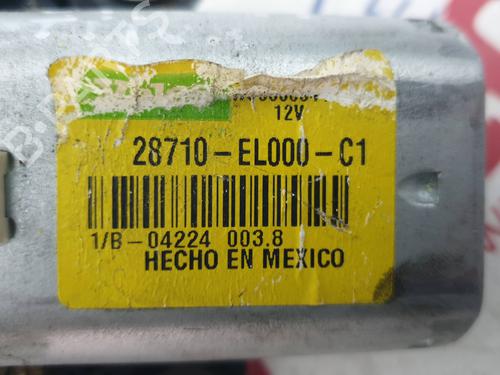 12V
28710-EL000-C1
1/B-04224 003.8
HECHO EN MEXICO